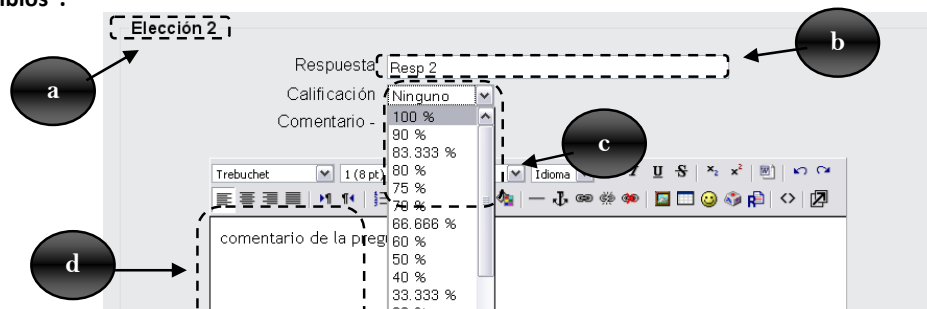 Elección 2
b
Respuesta Resp 2
a
Calificación Ninguno
Comentario -
100 %
90 %
83.333 %
c
80 %
75 %
70 %
66.666 %
60 %
50 %
40 %
33.333 %
Trebuchet 1 (8 pt) Idioma
comentario de la
d